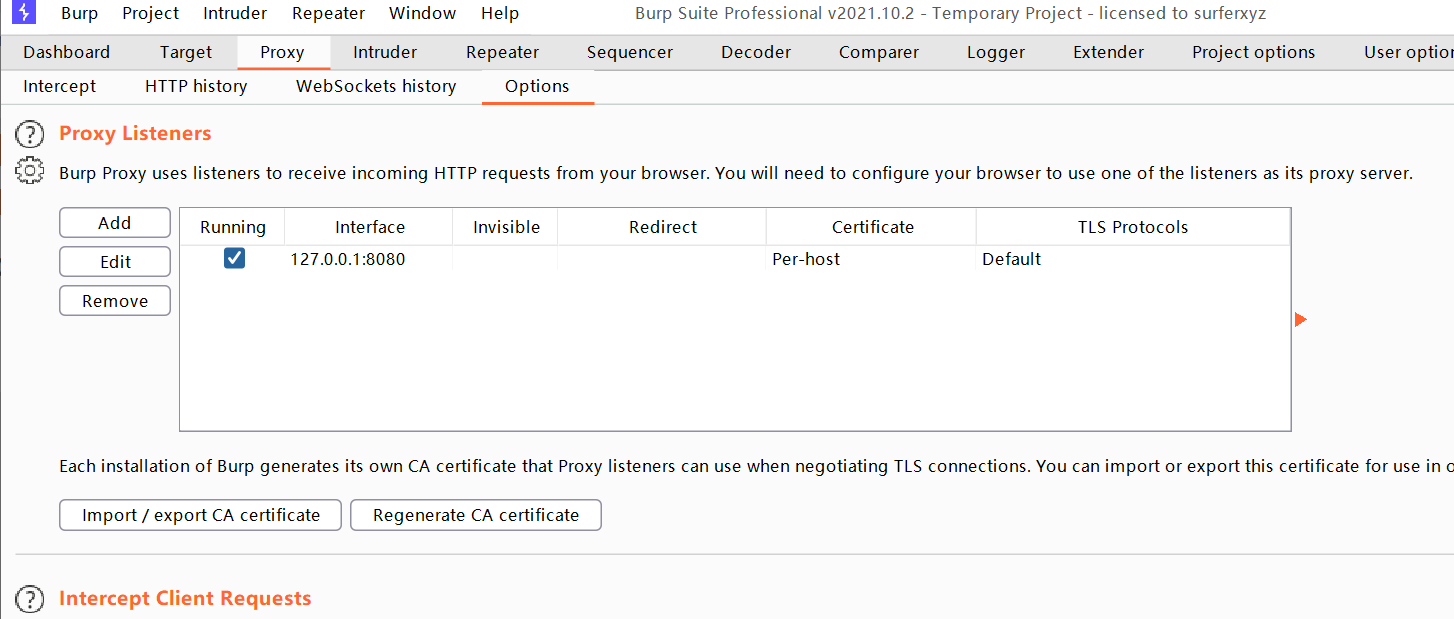 Burp Project Intruder Repeater Window Help Burp Suite Professional v2021.10.2 - Temporary Project - licensed to surferxyz
Dashboard Target Proxy Intruder Repeater Sequencer Decoder Comparer Logger Extender Project options User option
Intercept HTTP history WebSockets history Options
? Proxy Listeners
Burp Proxy uses listeners to receive incoming HTTP requests from your browser. You will need to configure your browser to use one of the listeners as its proxy server.
Add Running Interface Invisible Redirect Certificate TLS Protocols
Edit 127.0.0.1:8080 Per-host Default
Remove
Each installation of Burp generates its own CA certificate that Proxy listeners can use when negotiating TLS connections. You can import or export this certificate for use in o
Import / export CA certificate Regenerate CA certificate
? Intercept Client Requests